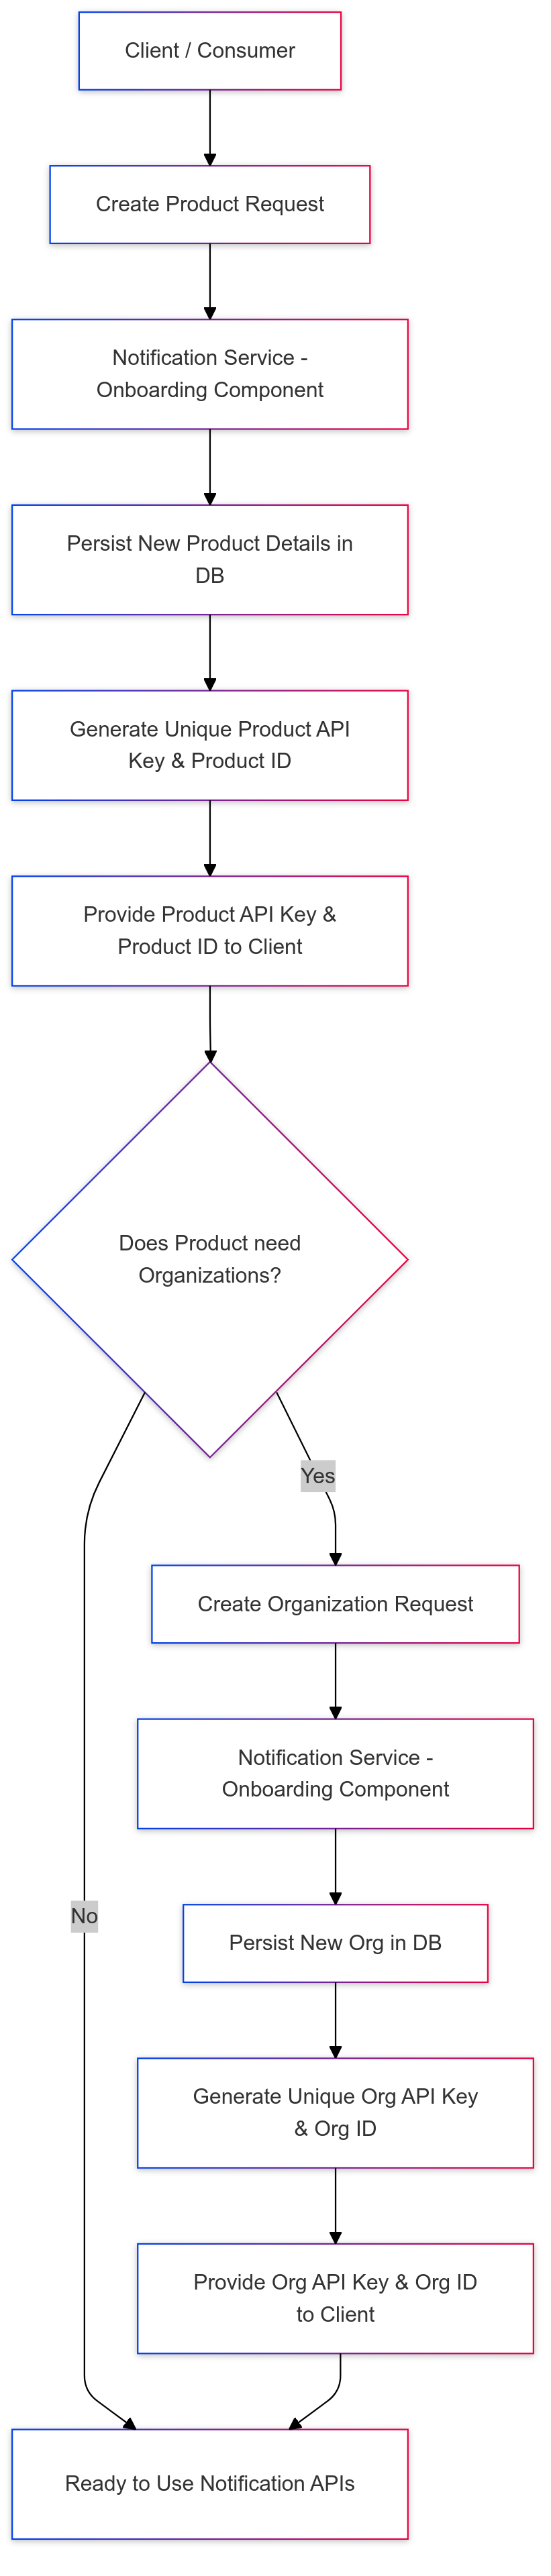 Client / Consumer
Create Product Request
Notification Service -
Onboarding Component
Persist New Product Details in
DB
Generate Unique Product API
Key & Product ID
Provide Product API Key &
Product ID to Client
Does Product need
Organizations?
Yes
Create Organization Request
Notification Service -
Onboarding Component
No
Persist New Org in DB
Generate Unique Org API Key
& Org ID
Provide Org API Key & Org ID
to Client
Ready to Use Notification APIs